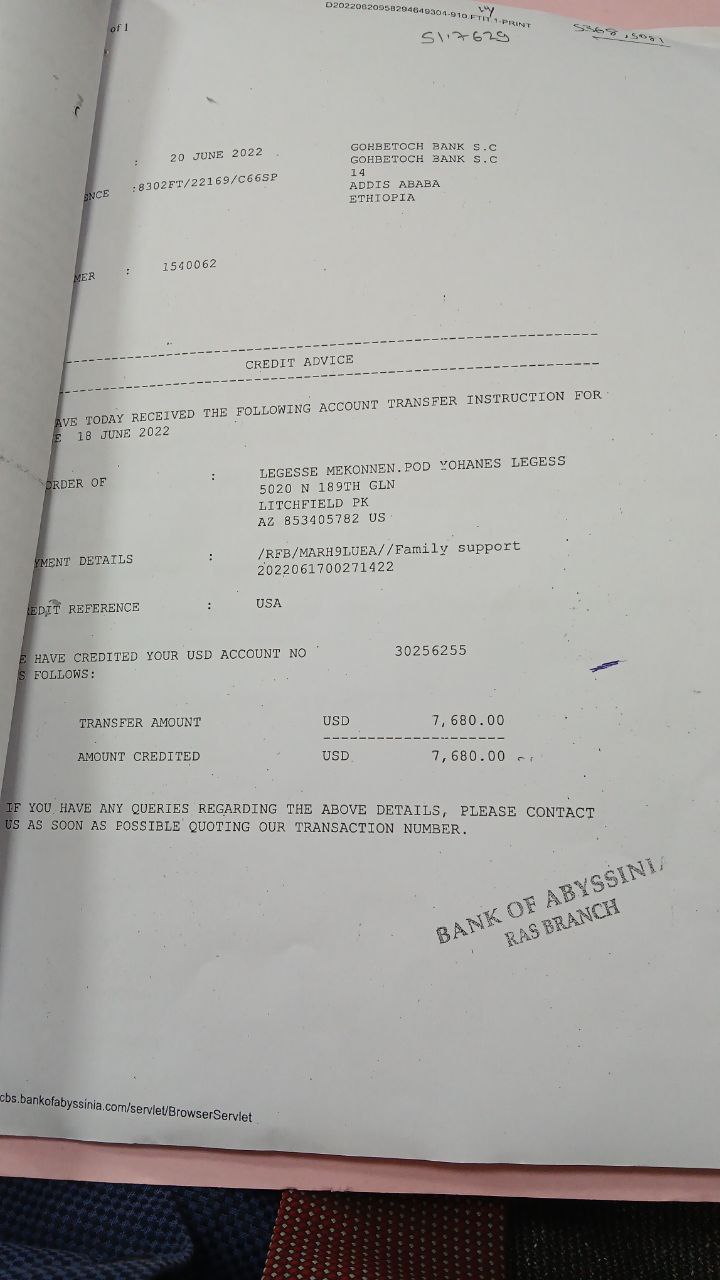 D20220620958294649304-910.FTIT.1-PRINT
of 1
51.7629
20 JUNE 2022
GOHBETOCH BANK S.C
GOHBETOCH BANK S.C
14
ADDIS ABABA
ETHIOPIA
ENCE :8302FT/22169/C66SP
MER : 1540062
CREDIT ADVICE
AVE TODAY RECEIVED THE FOLLOWING ACCOUNT TRANSFER INSTRUCTION FOR
E 18 JUNE 2022
ORDER OF : LEGESSE MEKONNEN.POD YOHANES LEGESS
5020 N 189TH GLN
LITCHFIELD PK
AZ 853405782 US
YMENT DETAILS : /RFB/MARH9LUEA//Family support
2022061700271422
EDIT REFERENCE : USA
E HAVE CREDITED YOUR USD ACCOUNT NO 30256255
S FOLLOWS:
TRANSFER AMOUNT USD 7,680.00
AMOUNT CREDITED USD 7,680.00
IF YOU HAVE ANY QUERIES REGARDING THE ABOVE DETAILS, PLEASE CONTACT
US AS SOON AS POSSIBLE QUOTING OUR TRANSACTION NUMBER.
BANK OF ABYSSINIA
RAS BRANCH
cbs.bankofabyssinia.com/servlet/BrowserServlet